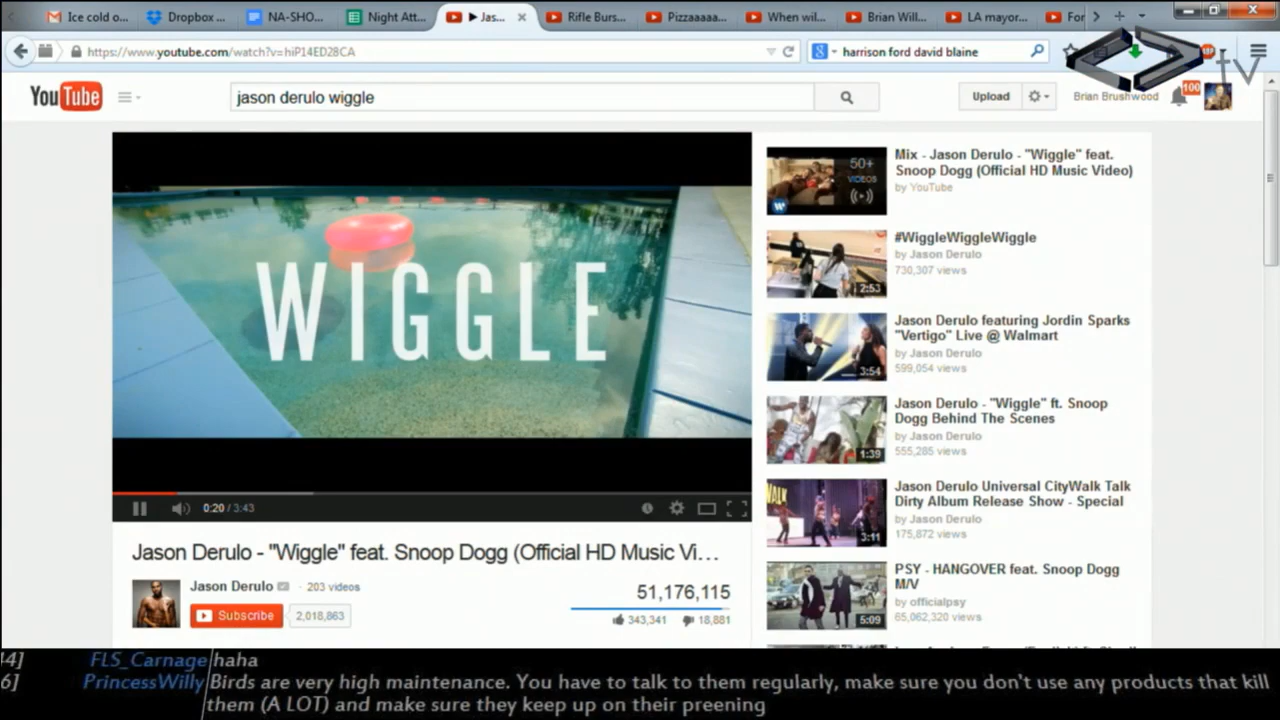 Ice cold o...
Dropbox ...
NA-SHO...
Night Att...
▶ Jas...
Rifle Burs...
Pizzaaaaa...
When wil...
Brian Will...
LA mayor...
For
https://www.youtube.com/watch?v=hiP14ED28CA
harrison ford david blaine
tv
YouTube
jason derulo wiggle
Upload
Brian Brushwood
100
WIGGLE
0:20 / 3:43
Jason Derulo - "Wiggle" feat. Snoop Dogg (Official HD Music Vi...
Jason Derulo · 203 videos
Subscribe 2,018,863
51,176,115
343,341 18,881
50+
VIDEOS
Mix - Jason Derulo - "Wiggle" feat.
Snoop Dogg (Official HD Music Video)
by YouTube
2:53
#WiggleWiggleWiggle
by Jason Derulo
730,307 views
3:54
Jason Derulo featuring Jordin Sparks
"Vertigo" Live @ Walmart
by Jason Derulo
599,054 views
1:39
Jason Derulo - "Wiggle" ft. Snoop
Dogg Behind The Scenes
by Jason Derulo
555,285 views
3:11
Jason Derulo Universal CityWalk Talk
Dirty Album Release Show - Special
by Jason Derulo
175,872 views
5:09
PSY - HANGOVER feat. Snoop Dogg
M/V
by officialpsy
65,062,320 views
44] FLS_Carnage haha
6] PrincessWilly Birds are very high maintenance. You have to talk to them regularly, make sure you don't use any products that kill
them (A LOT) and make sure they keep up on their preening